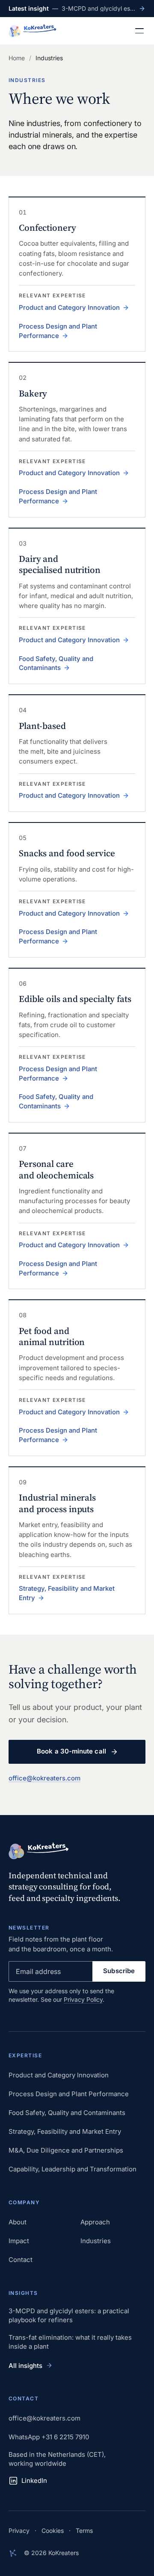 Latest insight — 3-MCPD and glycidyl es... →
KoKreaters.
Home / Industries
INDUSTRIES
Where we work
Nine industries, from confectionery to
industrial minerals, and the expertise
each one draws on.
01
Confectionery
Cocoa butter equivalents, filling and
coating fats, bloom resistance and
cost-in-use for chocolate and sugar
confectionery.
RELEVANT EXPERTISE
Product and Category Innovation →
Process Design and Plant
Performance →
02
Bakery
Shortenings, margarines and
laminating fats that perform on the
line and in the bite, with lower trans
and saturated fat.
RELEVANT EXPERTISE
Product and Category Innovation →
Process Design and Plant
Performance →
03
Dairy and
specialised nutrition
Fat systems and contaminant control
for infant, medical and adult nutrition,
where quality has no margin.
RELEVANT EXPERTISE
Product and Category Innovation →
Food Safety, Quality and
Contaminants →
04
Plant-based
Fat functionality that delivers
the melt, bite and juiciness
consumers expect.
RELEVANT EXPERTISE
Product and Category Innovation →
05
Snacks and food service
Frying oils, stability and cost for high-
volume operations.
RELEVANT EXPERTISE
Product and Category Innovation →
Process Design and Plant
Performance →
06
Edible oils and specialty fats
Refining, fractionation and specialty
fats, from crude oil to customer
specification.
RELEVANT EXPERTISE
Process Design and Plant
Performance →
Food Safety, Quality and
Contaminants →
07
Personal care
and oleochemicals
Ingredient functionality and
manufacturing processes for beauty
and oleochemical products.
RELEVANT EXPERTISE
Product and Category Innovation →
Process Design and Plant
Performance →
08
Pet food and
animal nutrition
Product development and process
improvement tailored to species-
specific needs and regulations.
RELEVANT EXPERTISE
Product and Category Innovation →
Process Design and Plant
Performance →
09
Industrial minerals
and process inputs
Market entry, feasibility and
application know-how for the inputs
the oils industry depends on, such as
bleaching earths.
RELEVANT EXPERTISE
Strategy, Feasibility and Market
Entry →
Have a challenge worth
solving together?
Tell us about your product, your plant
or your decision.
Book a 30-minute call →
office@kokreaters.com
KoKreaters.
Independent technical and
strategy consulting for food,
feed and specialty ingredients.
NEWSLETTER
Field notes from the plant floor
and the boardroom, once a month.
Email address
Subscribe
We use your address only to send the
newsletter. See our Privacy Policy.
EXPERTISE
Product and Category Innovation
Process Design and Plant Performance
Food Safety, Quality and Contaminants
Strategy, Feasibility and Market Entry
M&A, Due Diligence and Partnerships
Capability, Leadership and Transformation
COMPANY
About
Approach
Impact
Industries
Contact
INSIGHTS
3-MCPD and glycidyl esters: a practical
playbook for refiners
Trans-fat elimination: what it really takes
inside a plant
All insights →
CONTACT
office@kokreaters.com
WhatsApp +31 6 2215 7910
Based in the Netherlands (CET),
working worldwide
LinkedIn
Privacy · Cookies · Terms
© 2026 KoKreaters